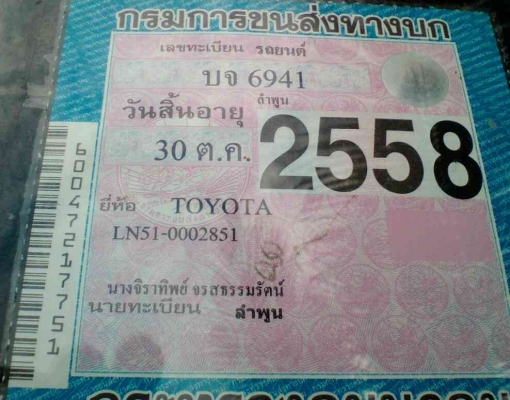 กรมการขนส่งทางบก
เลขทะเบียน รถยนต์
บจ 6941
ลำพูน
วันสิ้นอายุ
30 ต.ค. 2558
ยี่ห้อ TOYOTA
LN51-0002851
นางจิราทิพย์ จรสธรรมรัตน์
นายทะเบียน ลำพูน
6004721775​1